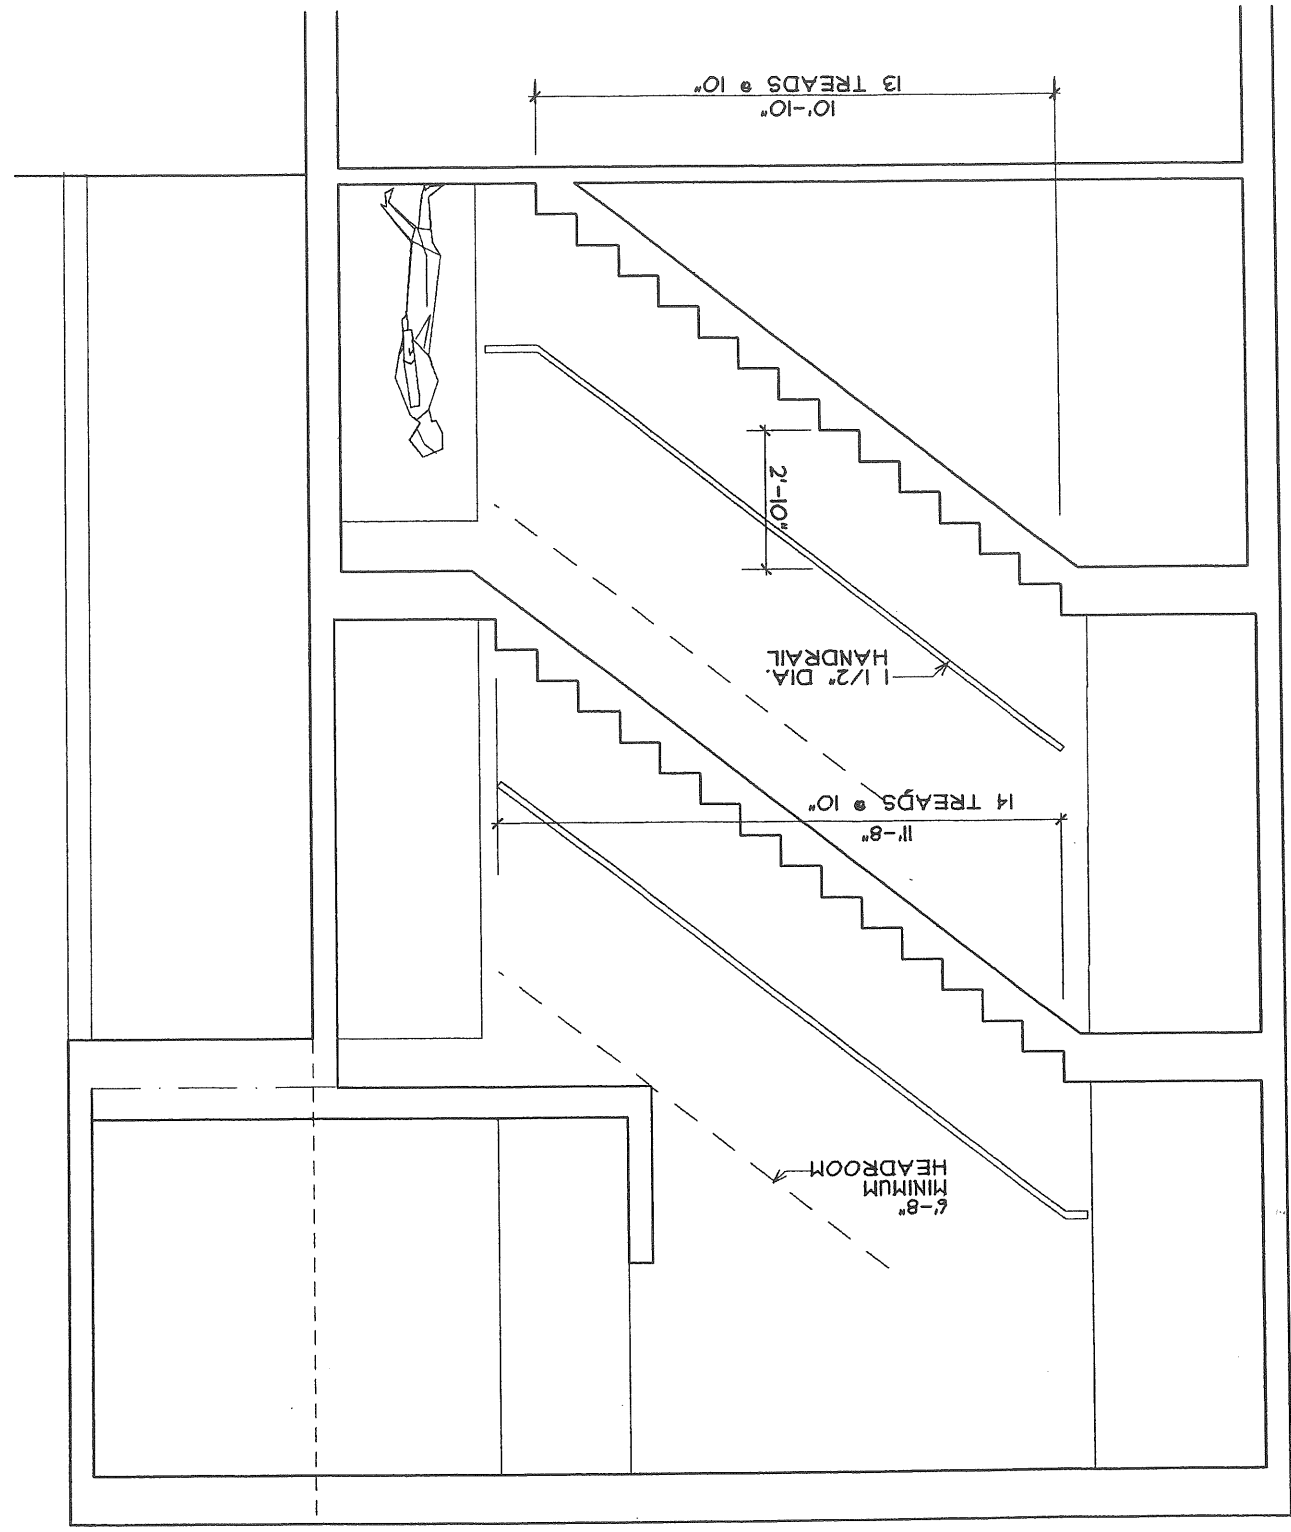 6'-8"
MINIMUM
HEADROOM
11'-8"
14 TREADS @ 10"
1 1/2" DIA.
HANDRAIL
2'-10"
10'-10"
13 TREADS @ 10"